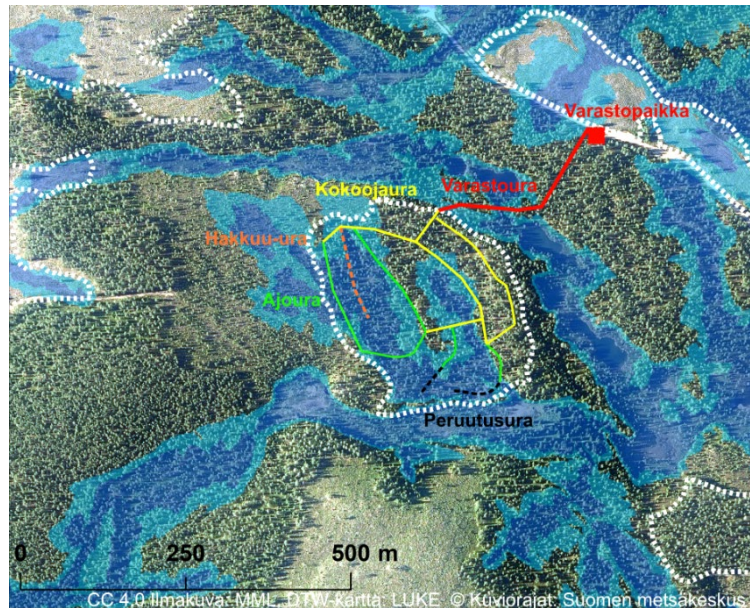 Varastopaikka
Kokoojaura
Varastoura
Hakkuu-ura
Ajoura
Peruutusura
0 250 500 m
CC 4.0 Ilmakuva: MML, DTW-kartta: LUKE © Kuviorajat: Suomen metsäkeskus